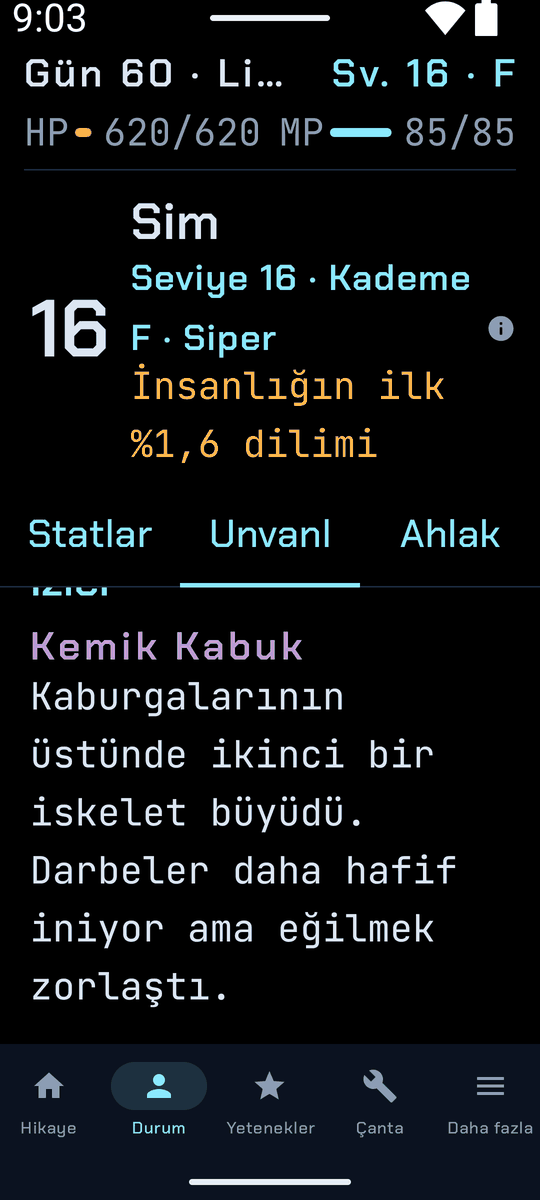 9:03
Gün 60 · Li… Sv. 16 · F
HP 620/620 MP 85/85
Sim
Seviye 16 · Kademe
16
F · Siper
İnsanlığın ilk
%1,6 dilimi
Statlar Unvanl Ahlak
Kemik Kabuk
Kaburgalarının
üstünde ikinci bir
iskelet büyüdü.
Darbeler daha hafif
iniyor ama eğilmek
zorlaştı.
Hikaye Durum Yetenekler Çanta Daha fazla